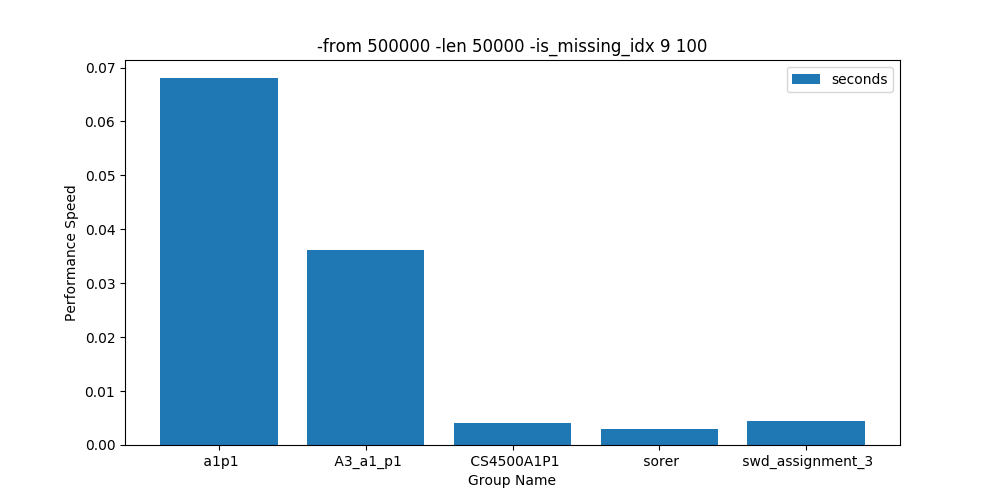 -from 500000 -len 50000 -is_missing_idx 9 100
seconds
Performance Speed
0.07
0.06
0.05
0.04
0.03
0.02
0.01
0.00
a1p1 A3_a1_p1 CS4500A1P1 sorer swd_assignment_3
Group Name